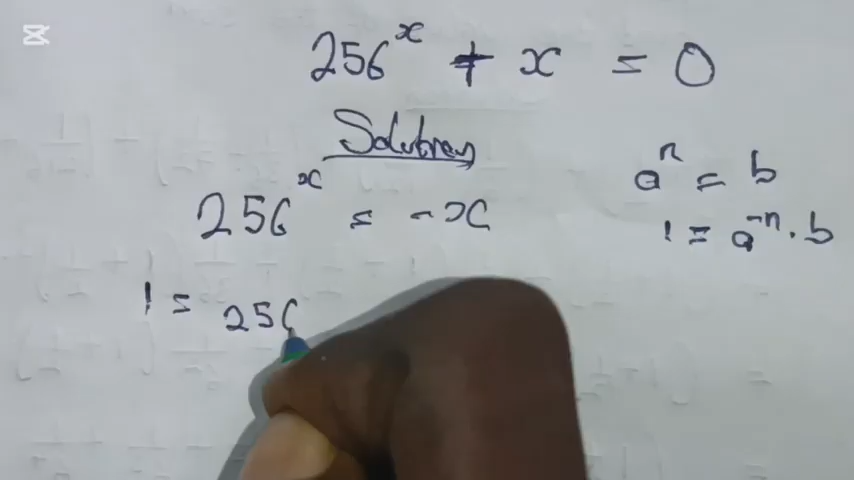 256^x + x = 0
Solution
256^x = -x
a^n = b
1 = a^-n . b
1 = 256